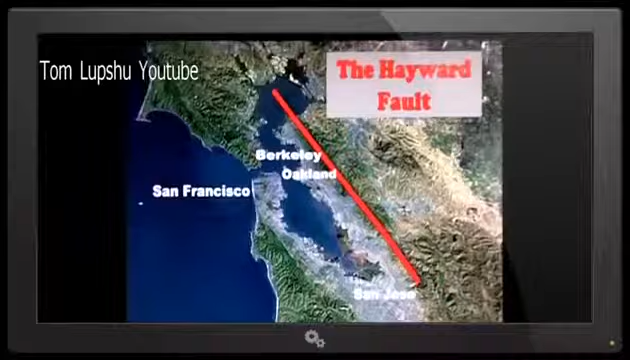 Tom Lupshu Youtube
The Hayward
Fault
Berkeley
Oakland
San Francisco
San Jose